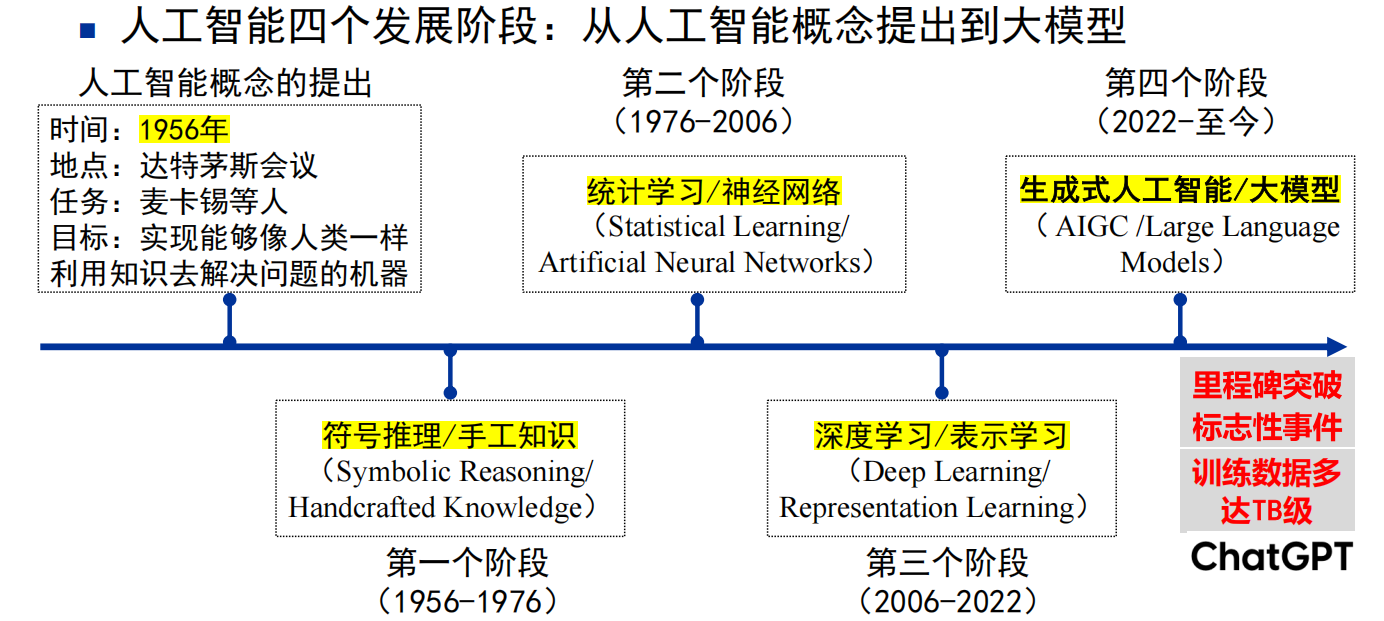 ■ 人工智能四个发展阶段：从人工智能概念提出到大模型
人工智能概念的提出
时间：1956年
地点：达特茅斯会议
任务：麦卡锡等人
目标：实现能够像人类一样
利用知识去解决问题的机器
第二个阶段
（1976-2006）
统计学习/神经网络
（Statistical Learning/
Artificial Neural Networks）
第四个阶段
（2022-至今）
生成式人工智能/大模型
（ AIGC /Large Language
Models）
符号推理/手工知识
（Symbolic Reasoning/
Handcrafted Knowledge）
第一个阶段
（1956-1976）
深度学习/表示学习
（Deep Learning/
Representation Learning）
第三个阶段
（2006-2022）
里程碑突破
标志性事件
训练数据多
达TB级
ChatGPT